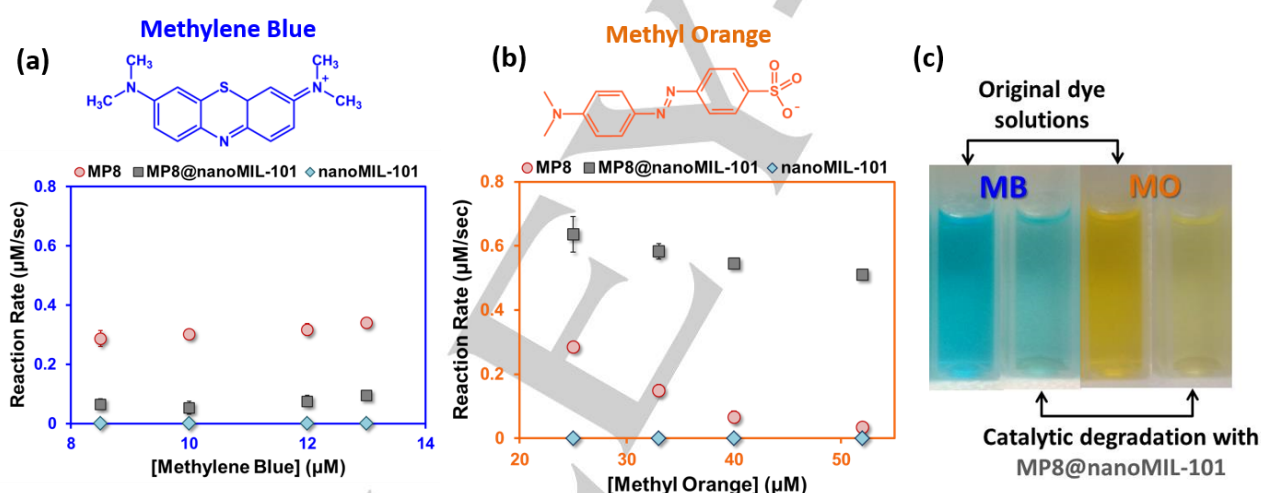 Methylene Blue
(a)
CH₃
CH₃
N
S
N⁺
H₃C
CH₃
N
MP8 MP8@nanoMIL-101 nanoMIL-101
0.8
0.6
0.4
0.2
0
8 10 12 14
Reaction Rate (µM/sec)
[Methylene Blue] (µM)
Methyl Orange
(b)
O
S O
O⁻
N
N
N
MP8 MP8@nanoMIL-101 nanoMIL-101
0.8
0.6
0.4
0.2
0
20 30 40 50
Reaction Rate (µM/sec)
[Methyl Orange] (µM)
(c)
Original dye
solutions
MB MO
Catalytic degradation with
MP8@nanoMIL-101